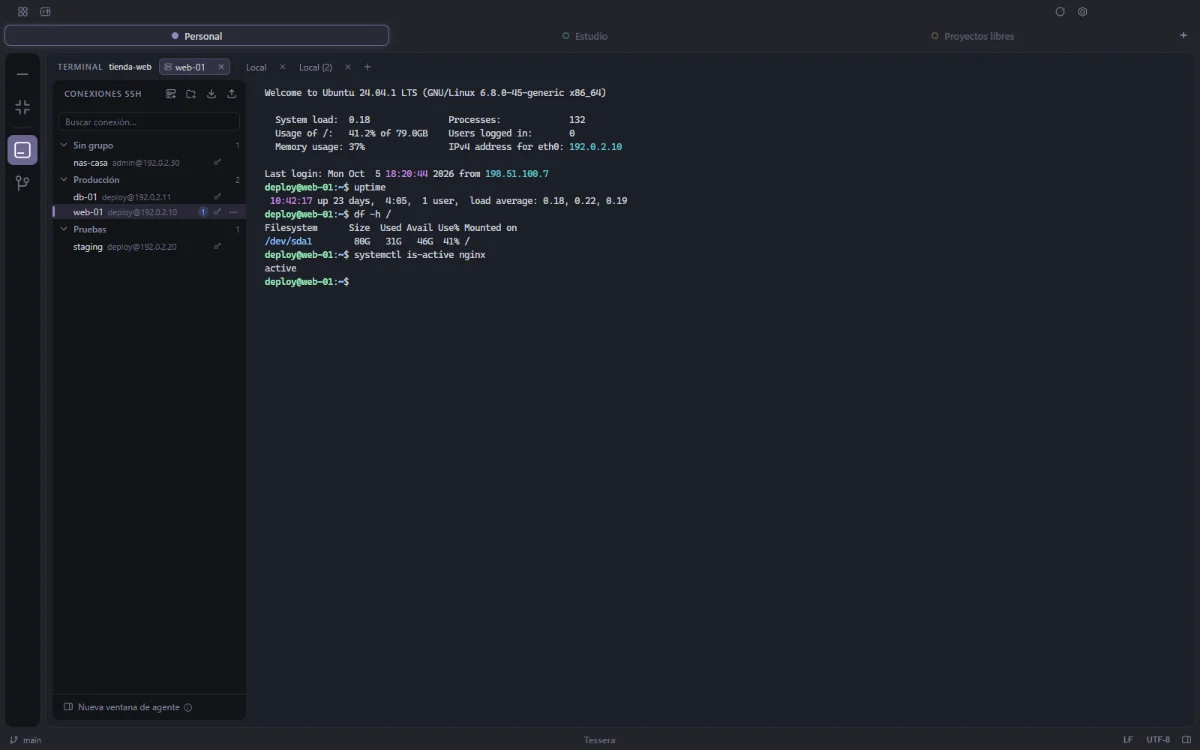 Personal
Estudio
Proyectos libres
+
TERMINAL tienda-web web-01 × Local × Local (2) × +
CONEXIONES SSH
Buscar conexión...
Sin grupo 1
nas-casa admin@192.0.2.30
Producción 2
db-01 deploy@192.0.2.11
web-01 deploy@192.0.2.10 1 ...
Pruebas 1
staging deploy@192.0.2.20
Nueva ventana de agente
Welcome to Ubuntu 24.04.1 LTS (GNU/Linux 6.8.0-45-generic x86_64)
System load: 0.18 Processes: 132
Usage of /: 41.2% of 79.0GB Users logged in: 0
Memory usage: 37% IPv4 address for eth0: 192.0.2.10
Last login: Mon Oct 5 18:20:44 2026 from 198.51.100.7
deploy@web-01:~$ uptime
10:42:17 up 23 days, 4:05, 1 user, load average: 0.18, 0.22, 0.19
deploy@web-01:~$ df -h /
Filesystem Size Used Avail Use% Mounted on
/dev/sda1 80G 31G 46G 41% /
deploy@web-01:~$ systemctl is-active nginx
active
deploy@web-01:~$
main
Tessera
LF UTF-8